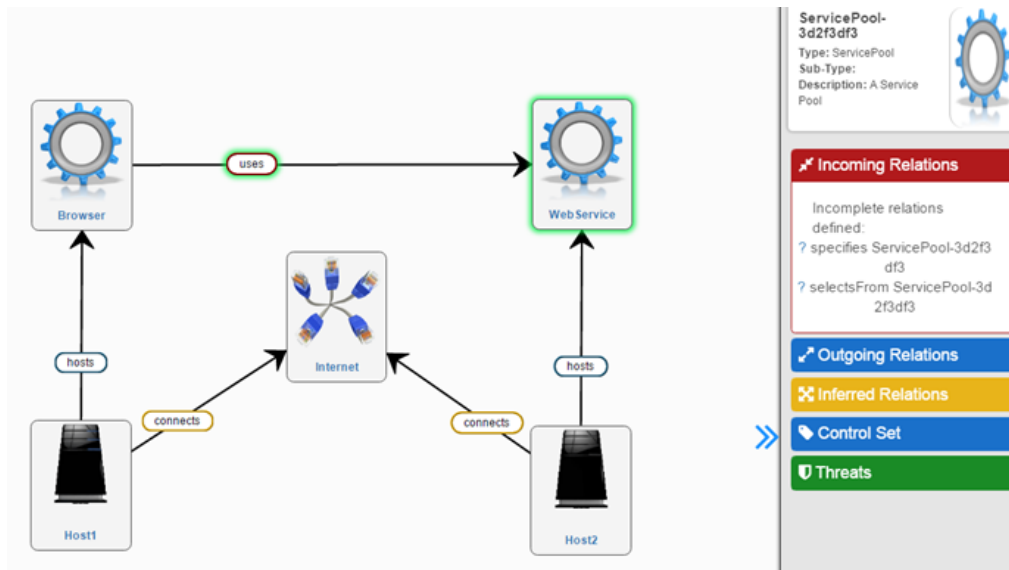 uses
Browser
WebService
Internet
hosts
hosts
connects
connects
Host1
Host2
ServicePool-
3d2f3df3
Type: ServicePool
Sub-Type:
Description: A Service
Pool
Incoming Relations
Incomplete relations
defined:
? specifies ServicePool-3d2f3
df3
? selectsFrom ServicePool-3d
2f3df3
Outgoing Relations
Inferred Relations
Control Set
Threats